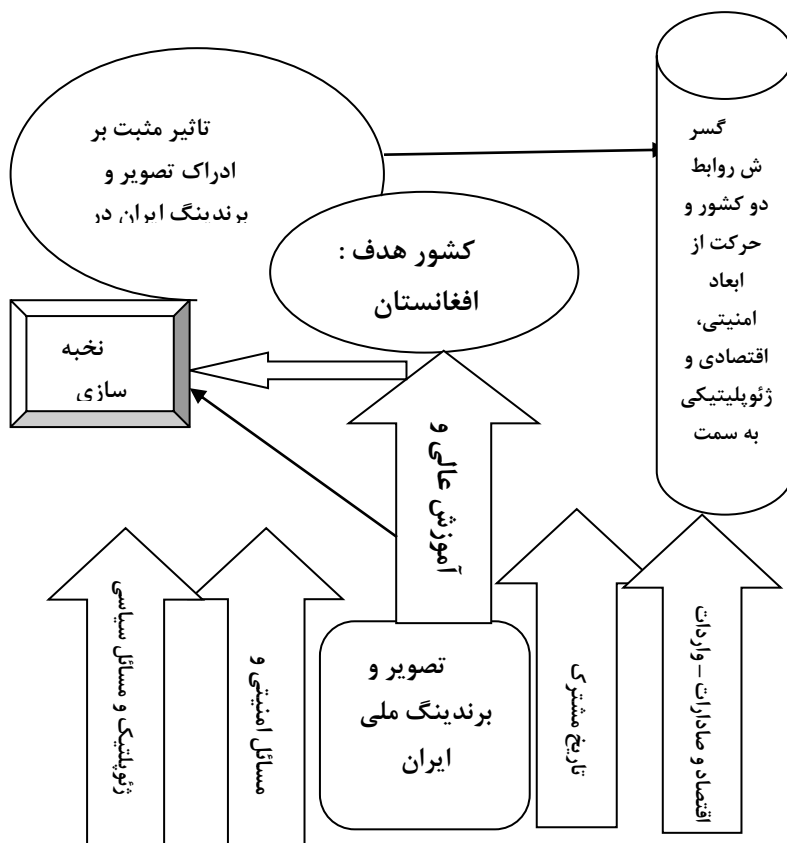 تاثیر مثبت بر
ادراک تصویر و
برندینگ ایران در
گسر
ش روابط
دو کشور و
حرکت از
ابعاد
امنیتی،
اقتصادی و
ژئوپلیتیکی
به سمت
کشور هدف :
افغانستان
نخبه
سازی
آموزش عالی و
ژئوپلتیک و مسائل سیاسی
مسائل امنیتی و
تصویر و
برندینگ ملی
ایران
تاریخ مشترک
اقتصاد و صادارات – واردات